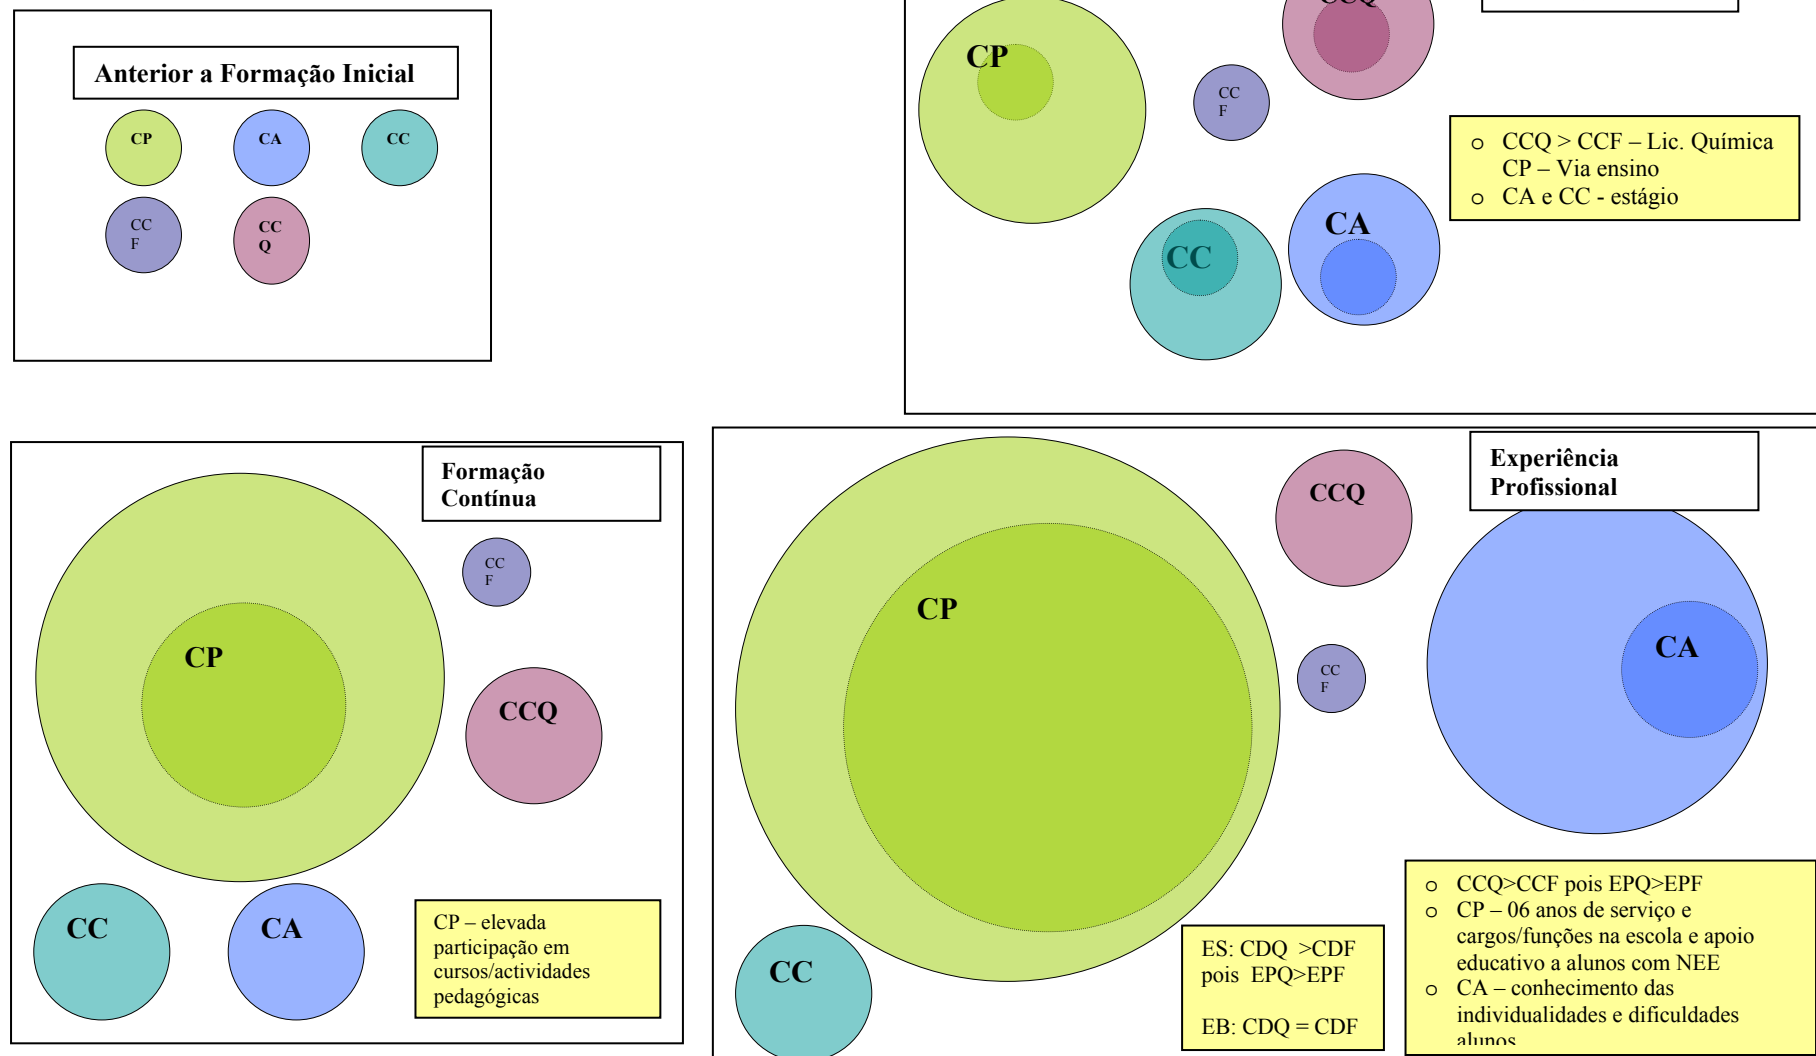 Anterior a Formação Inicial
CP
CA
CC
CC
F
CC
Q
CCQ
CP
CC
F
CC
CA
o CCQ > CCF – Lic. Química
CP – Via ensino
o CA e CC - estágio
Formação
Contínua
CC
F
CP
CCQ
CC
CA
CP – elevada
participação em
cursos/actividades
pedagógicas
Experiência
Profissional
CCQ
CP
CC
F
CA
CC
ES: CDQ >CDF
pois EPQ>EPF
EB: CDQ = CDF
o CCQ>CCF pois EPQ>EPF
o CP – 06 anos de serviço e
cargos/funções na escola e apoio
educativo a alunos com NEE
o CA – conhecimento das
individualidades e dificuldades
alunos